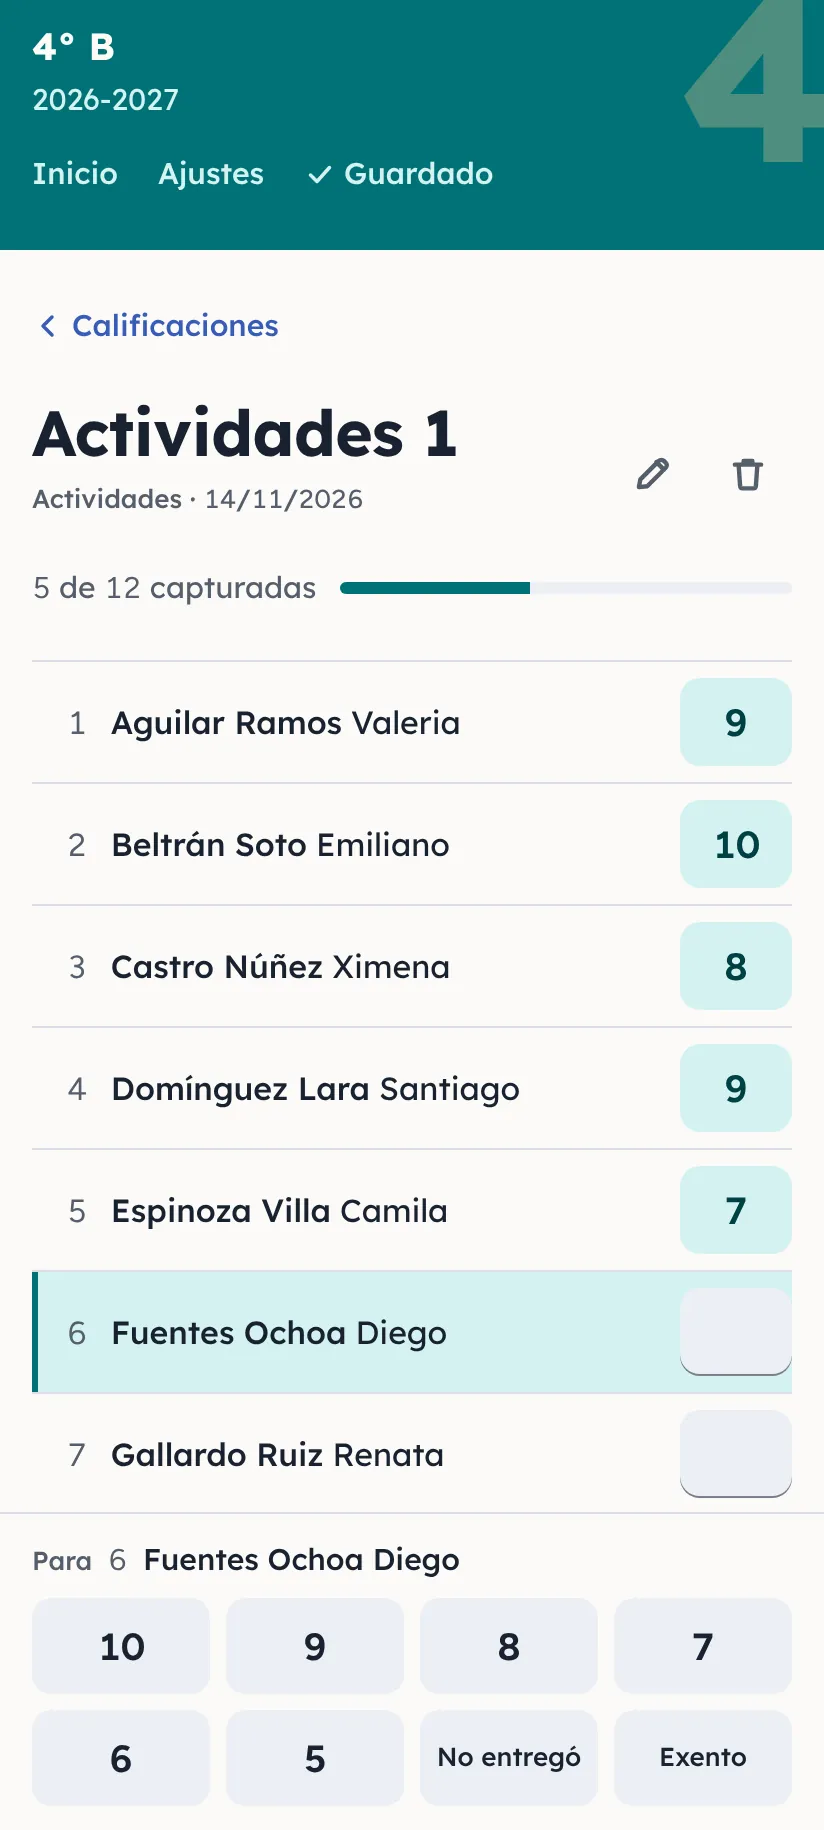 4° B
4
2026-2027
Inicio Ajustes ✓ Guardado
Calificaciones
Actividades 1
Actividades · 14/11/2026
5 de 12 capturadas
1 Aguilar Ramos Valeria 9
2 Beltrán Soto Emiliano 10
3 Castro Núñez Ximena 8
4 Domínguez Lara Santiago 9
5 Espinoza Villa Camila 7
6 Fuentes Ochoa Diego
7 Gallardo Ruiz Renata
Para 6 Fuentes Ochoa Diego
10 9 8 7
6 5 No entregó Exento